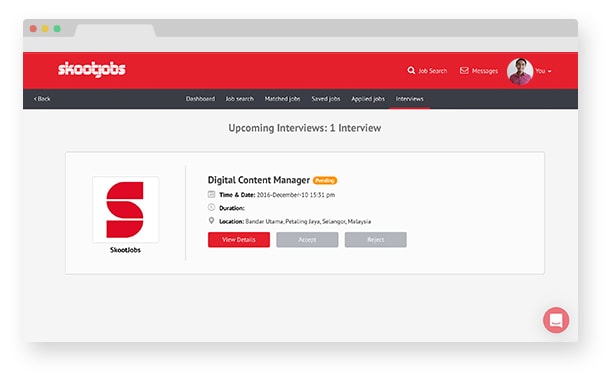 skootjobs
Job Search Messages You
< Back Dashboard Job search Matched jobs Saved jobs Applied jobs Interviews
Upcoming Interviews: 1 Interview
Digital Content Manager Pending
Time & Date: 2016-December-10 15:31 pm
Duration:
Location: Bandar Utama, Petaling Jaya, Selangor, Malaysia
View Details Accept Reject
SkootJobs